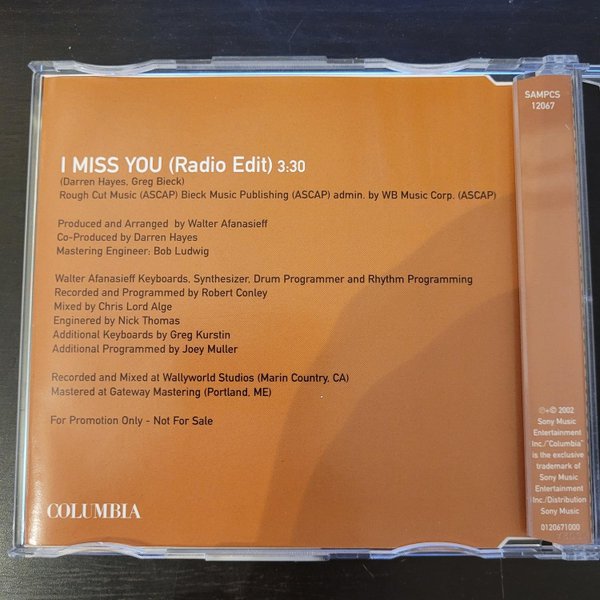 I MISS YOU (Radio Edit) 3:30
(Darren Hayes, Greg Bieck)
Rough Cut Music (ASCAP) Bieck Music Publishing (ASCAP) admin. by WB Music Corp. (ASCAP)
Produced and Arranged by Walter Afanasieff
Co-Produced by Darren Hayes
Mastering Engineer: Bob Ludwig
Walter Afanasieff Keyboards, Synthesizer, Drum Programmer and Rhythm Programming
Recorded and Programmed by Robert Conley
Mixed by Chris Lord Alge
Enginered by Nick Thomas
Additional Keyboards by Greg Kurstin
Additional Programmed by Joey Muller
Recorded and Mixed at Wallyworld Studios (Marin Country, CA)
Mastered at Gateway Mastering (Portland, ME)
For Promotion Only - Not For Sale
COLUMBIA
SAMPCS
12067
℗+© 2002
Sony Music
Entertainment
Inc./"Columbia"
is the exclusive
trademark of
Sony Music
Entertainment
Inc./Distribution
Sony Music
0120671000